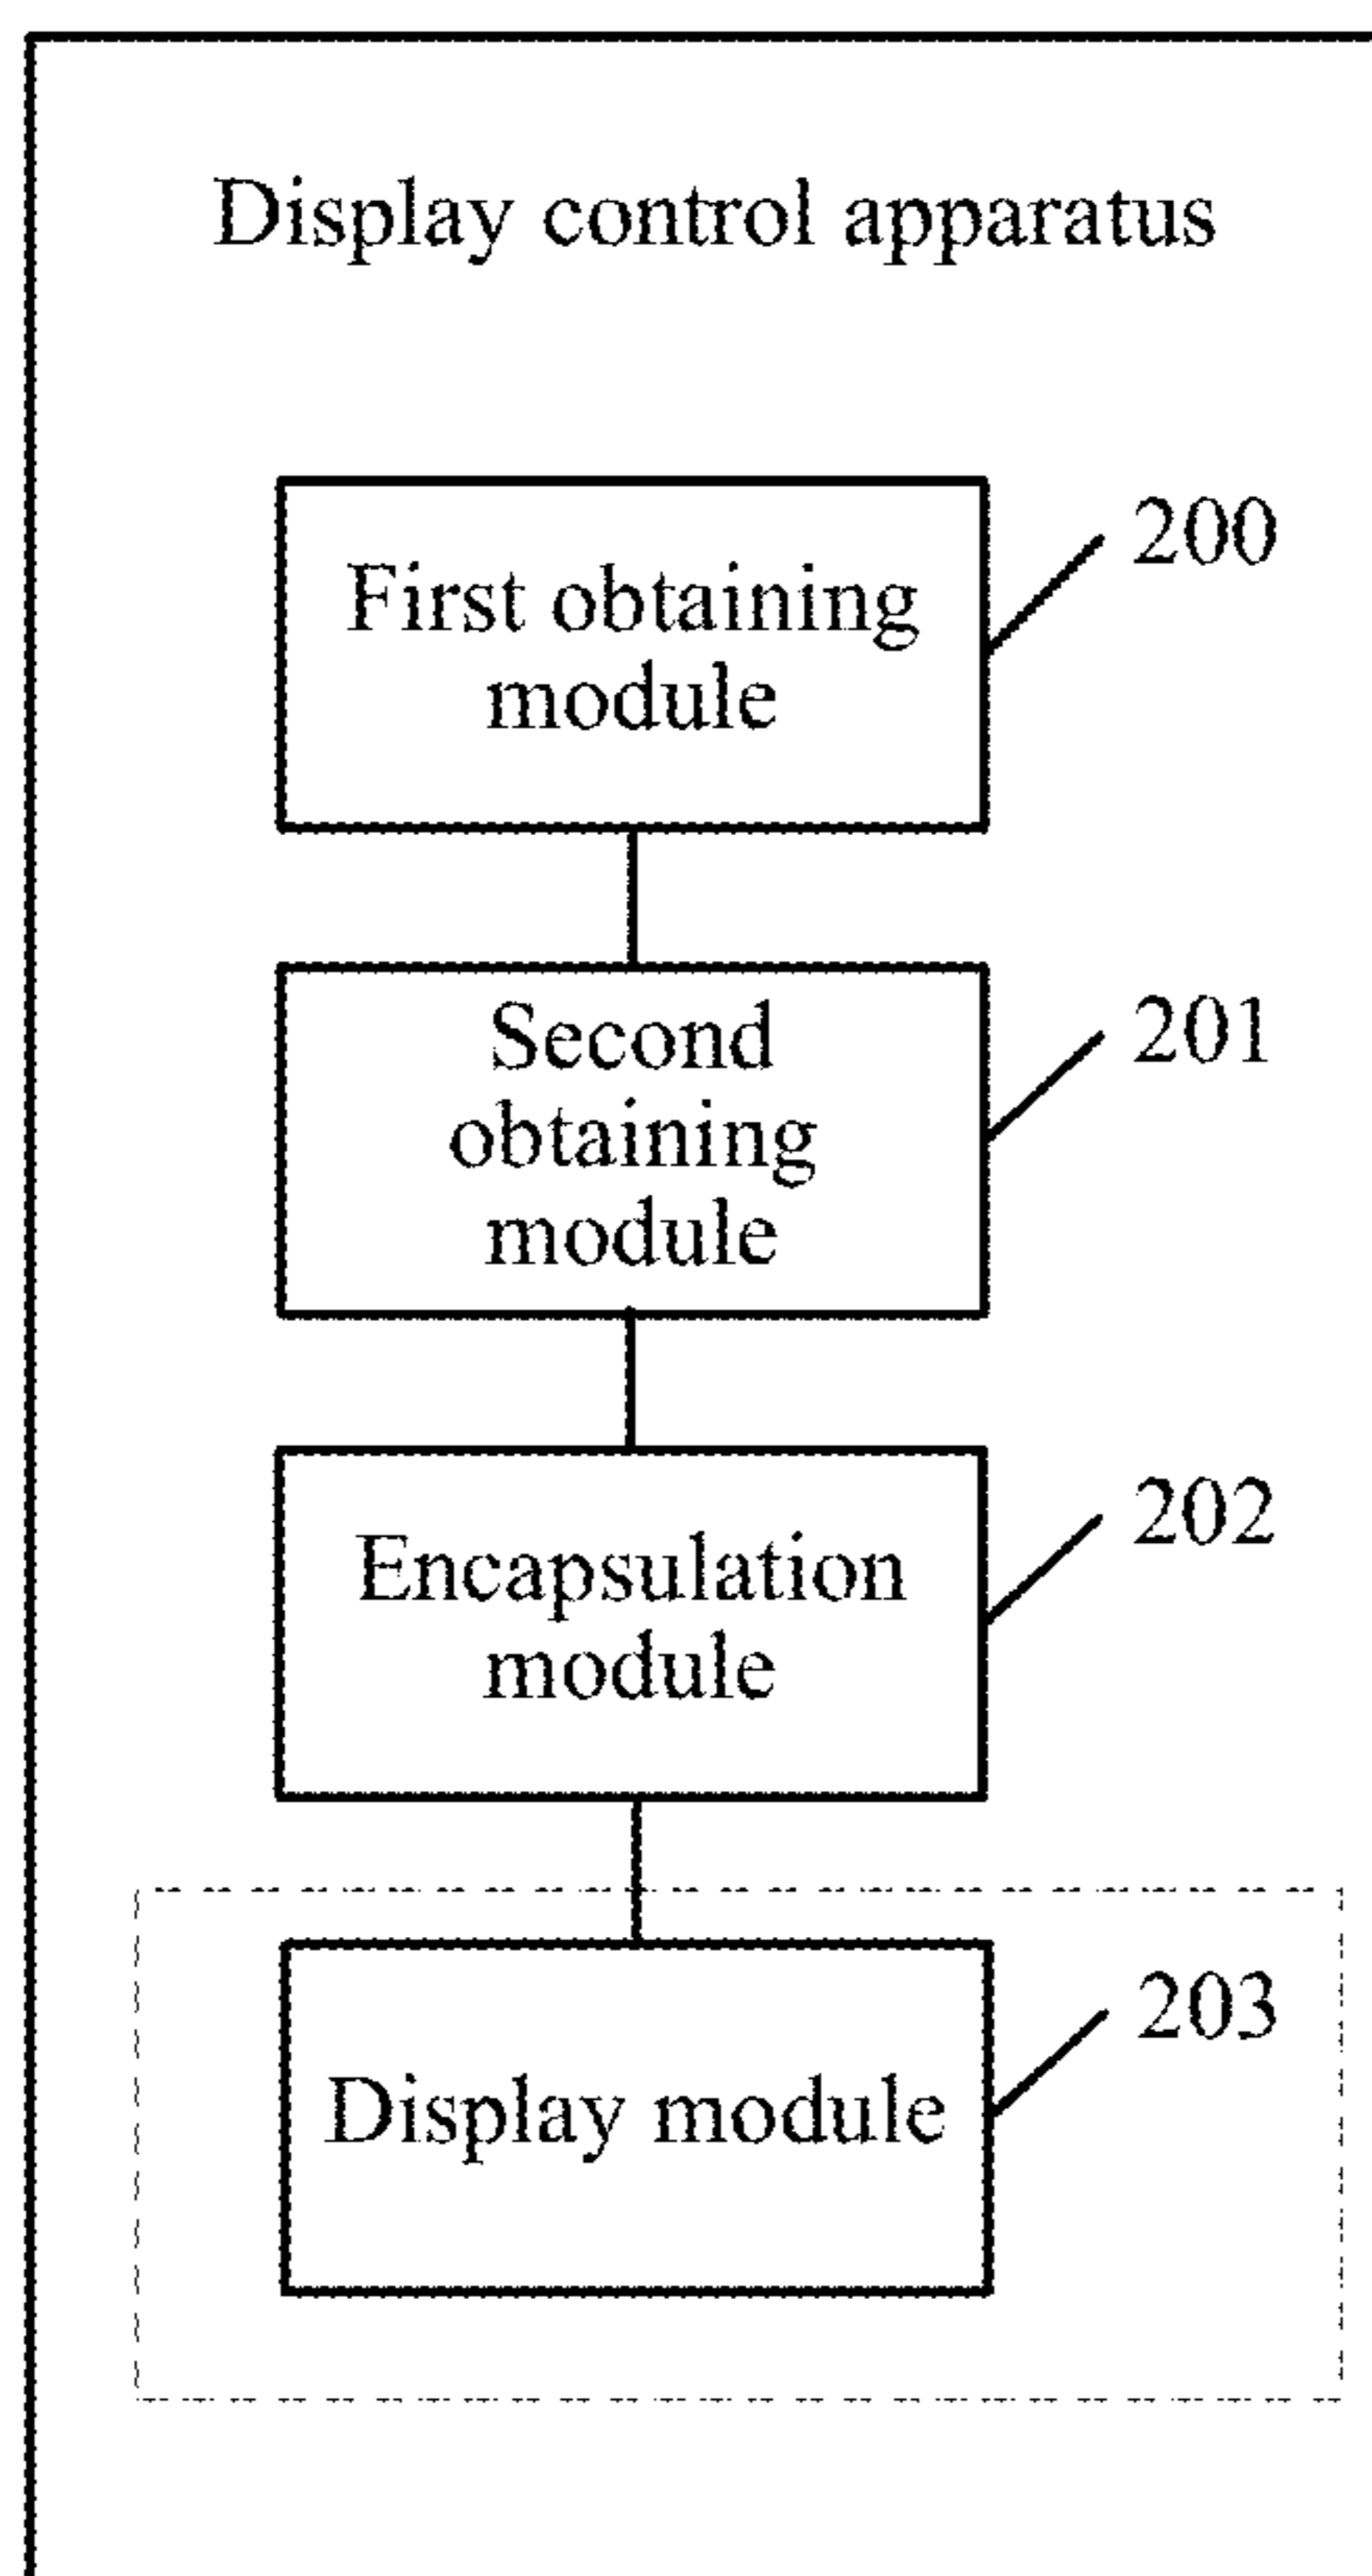 Display control apparatus
First obtaining
module
200
Second
obtaining
module
201
Encapsulation
module
202
Display module
203